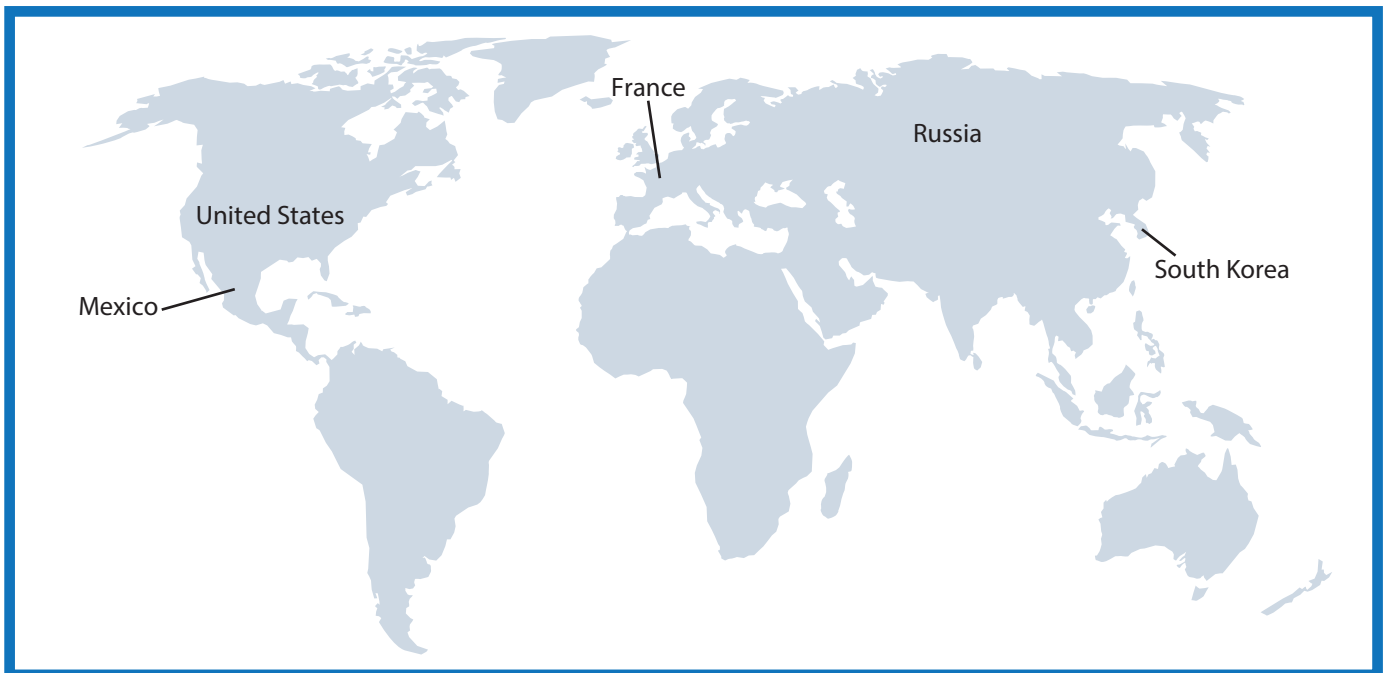 France
Russia
United States
South Korea
Mexico